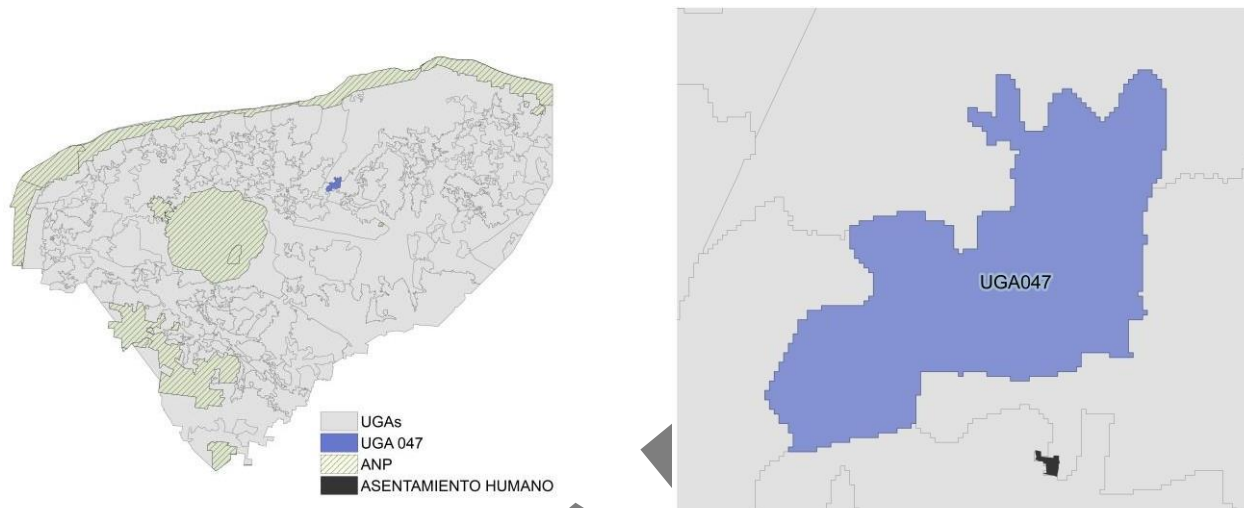 UGAs
UGA 047
ANP
ASENTAMIENTO HUMANO
UGA047